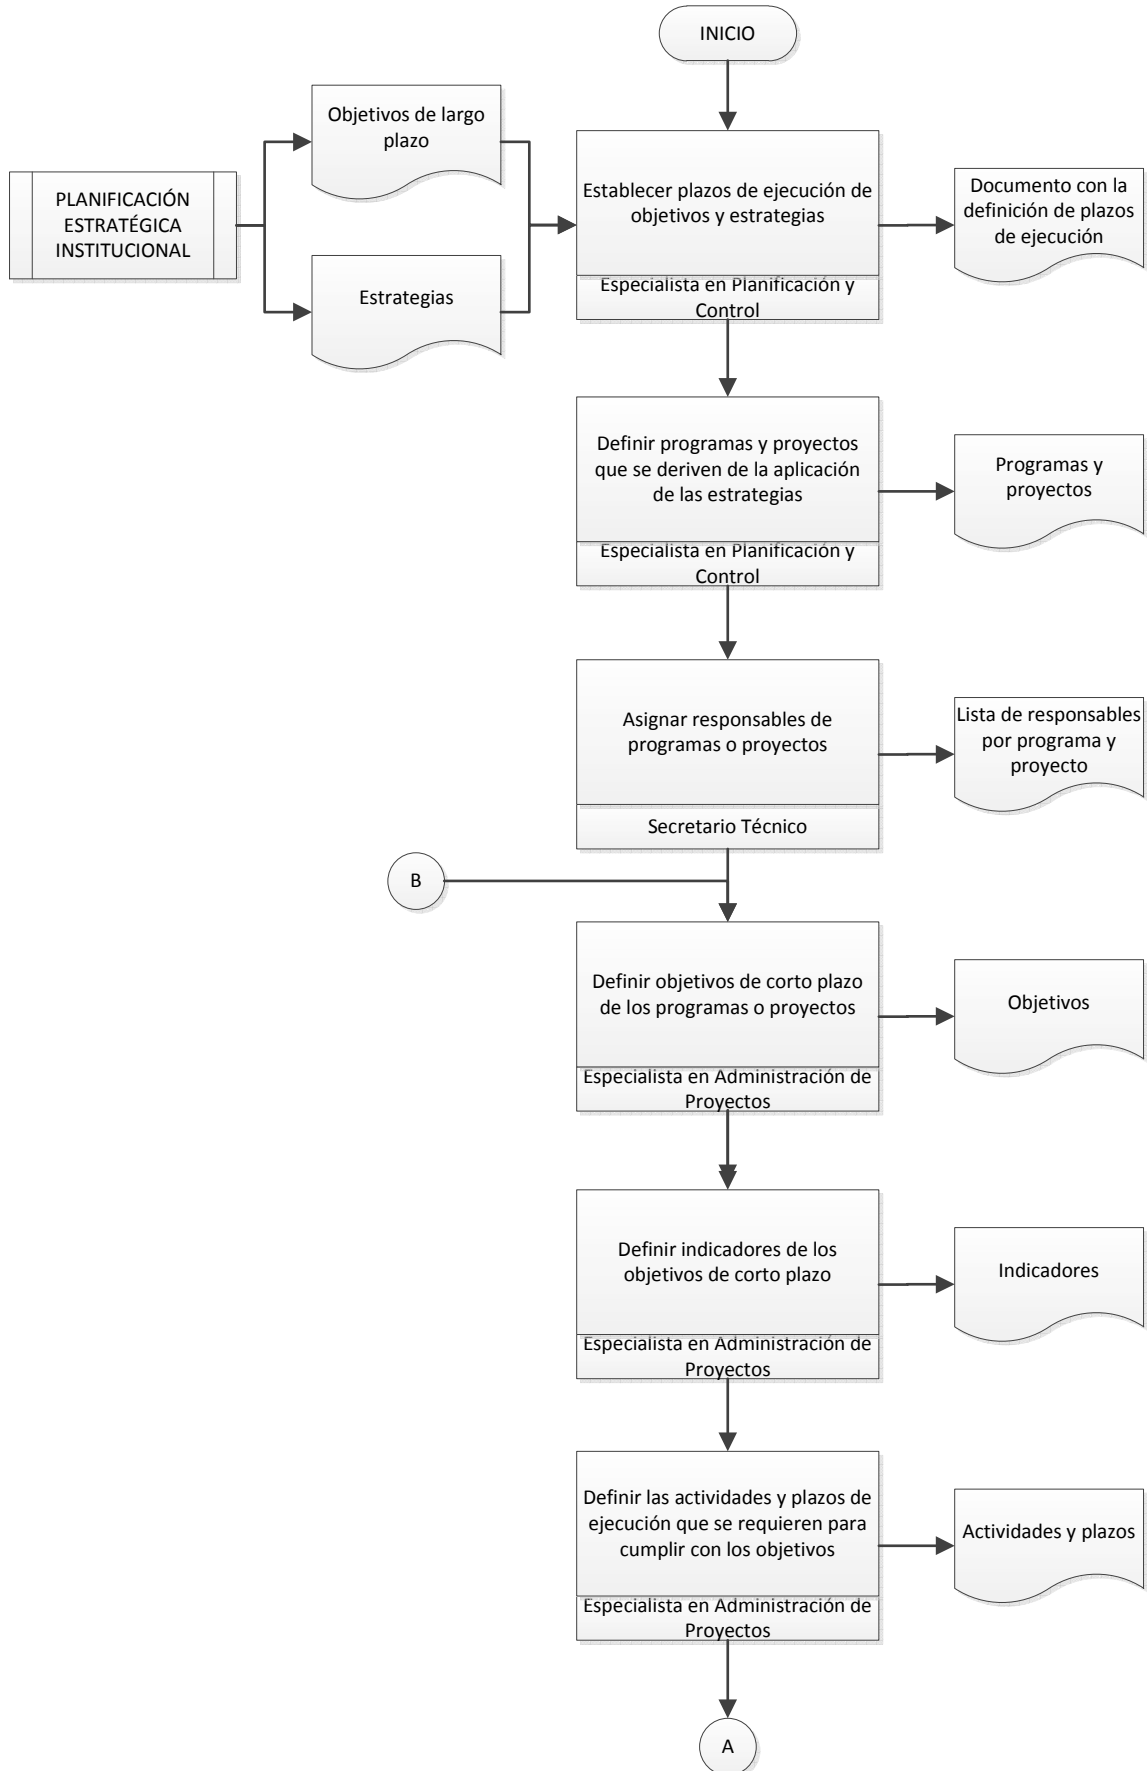 INICIO
Objetivos de largo
plazo
PLANIFICACIÓN
ESTRATÉGICA
INSTITUCIONAL
Estrategias
Establecer plazos de ejecución de
objetivos y estrategias
Especialista en Planificación y
Control
Documento con la
definición de plazos
de ejecución
Definir programas y proyectos
que se deriven de la aplicación
de las estrategias
Especialista en Planificación y
Control
Programas y
proyectos
Asignar responsables de
programas o proyectos
Secretario Técnico
Lista de responsables
por programa y
proyecto
B
Definir objetivos de corto plazo
de los programas o proyectos
Especialista en Administración de
Proyectos
Objetivos
Definir indicadores de los
objetivos de corto plazo
Especialista en Administración de
Proyectos
Indicadores
Definir las actividades y plazos de
ejecución que se requieren para
cumplir con los objetivos
Especialista en Administración de
Proyectos
Actividades y plazos
A